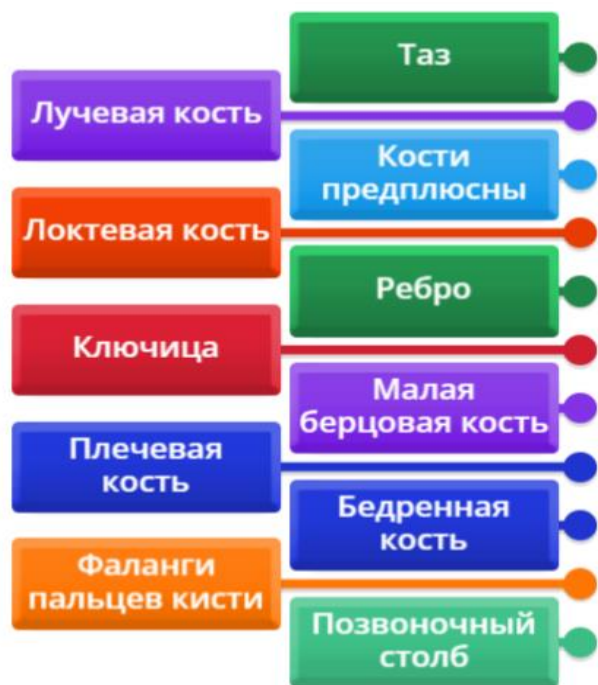 Таз
Лучевая кость
Кости
предплюсны
Локтевая кость
Ребро
Ключица
Малая
берцовая кость
Плечевая
кость
Бедренная
кость
Фаланги
пальцев кисти
Позвоночный
столб